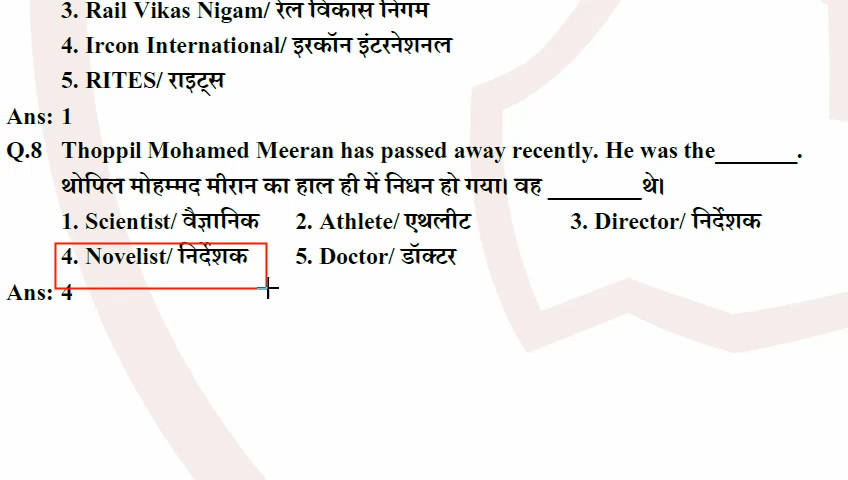 3. Rail Vikas Nigam/ रेल विकास निगम
4. Ircon International/ इरकॉन इंटरनेशनल
5. RITES/ राइट्स
Ans: 1
Q.8 Thoppil Mohamed Meeran has passed away recently. He was the_______.
थोपिल मोहम्मद मीरान का हाल ही में निधन हो गया। वह ________थे।
1. Scientist/ वैज्ञानिक 2. Athlete/ एथलीट 3. Director/ निर्देशक
4. Novelist/ निर्देशक 5. Doctor/ डॉक्टर
Ans: 4